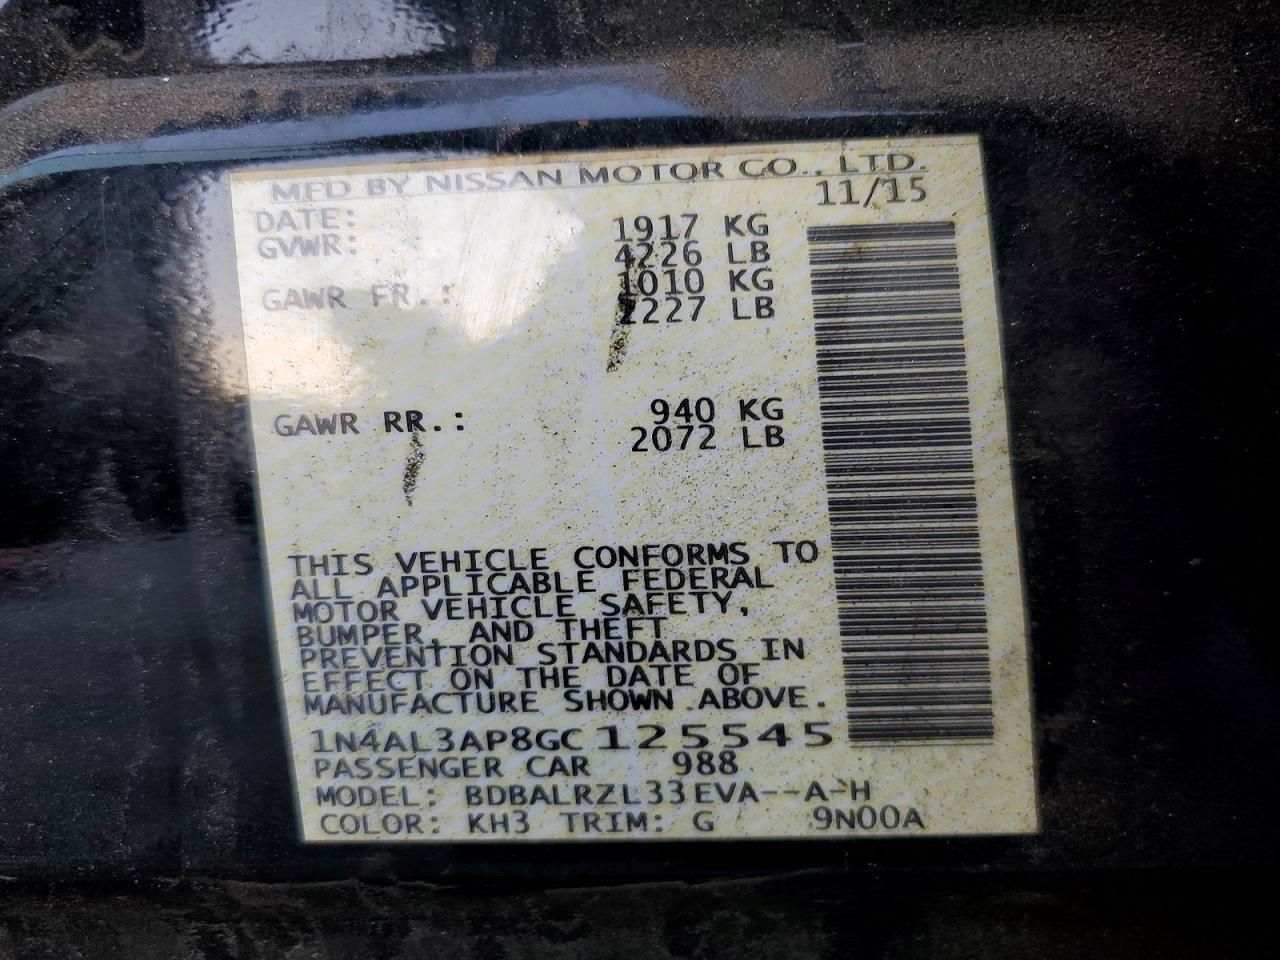 MFD BY NISSAN MOTOR CO., LTD.
DATE: 11/15
GVWR: 1917 KG
4226 LB
GAWR FR.: 1010 KG
2227 LB
GAWR RR.: 940 KG
2072 LB
THIS VEHICLE CONFORMS TO
ALL APPLICABLE FEDERAL
MOTOR VEHICLE SAFETY,
BUMPER, AND THEFT
PREVENTION STANDARDS IN
EFFECT ON THE DATE OF
MANUFACTURE SHOWN ABOVE.
1N4AL3AP8GC125545
PASSENGER CAR 988
MODEL: BDBALRZL33EVA--A-H
COLOR: KH3 TRIM: G 9N00A